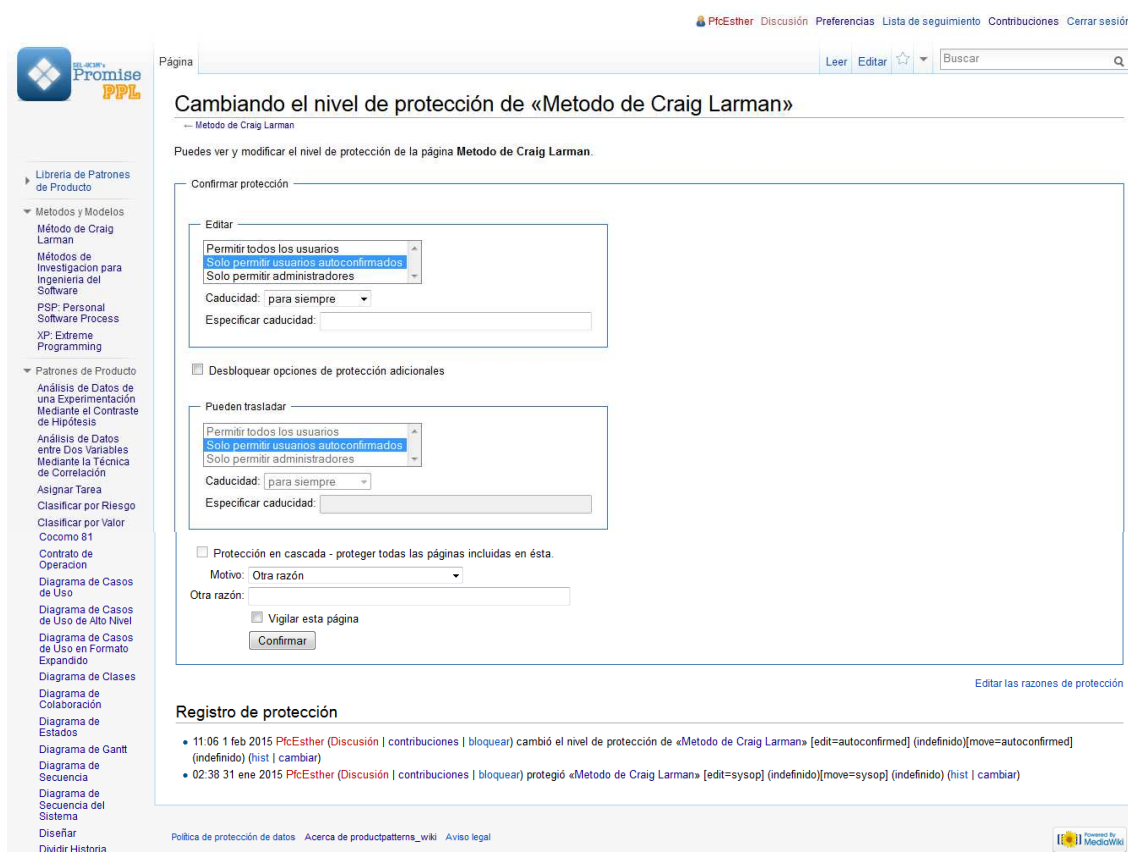 PfcEsther Discusión Preferencias Lista de seguimiento Contribuciones Cerrar sesión
SEL-UC3M's
Promise
PPL
Página
Leer Editar
Buscar
Cambiando el nivel de protección de «Metodo de Craig Larman»
← Metodo de Craig Larman
Puedes ver y modificar el nivel de protección de la página Metodo de Craig Larman.
Libreria de Patrones
de Producto
Metodos y Modelos
Método de Craig
Larman
Métodos de
Investigacion para
Ingenieria del
Software
PSP: Personal
Software Process
XP: Extreme
Programming
Patrones de Producto
Análisis de Datos de
una Experimentación
Mediante el Contraste
de Hipótesis
Análisis de Datos
entre Dos Variables
Mediante la Técnica
de Correlación
Asignar Tarea
Clasificar por Riesgo
Clasificar por Valor
Cocomo 81
Contrato de
Operacion
Diagrama de Casos
de Uso
Diagrama de Casos
de Uso de Alto Nivel
Diagrama de Casos
de Uso en Formato
Expandido
Diagrama de Clases
Diagrama de
Colaboración
Diagrama de
Estados
Diagrama de Gantt
Diagrama de
Secuencia
Diagrama de
Secuencia del
Sistema
Diseñar
Dividir Historia
Confirmar protección
Editar
Permitir todos los usuarios
Solo permitir usuarios autoconfirmados
Solo permitir administradores
Caducidad: para siempre
Especificar caducidad:
Desbloquear opciones de protección adicionales
Pueden trasladar
Permitir todos los usuarios
Solo permitir usuarios autoconfirmados
Solo permitir administradores
Caducidad: para siempre
Especificar caducidad:
Protección en cascada - proteger todas las páginas incluidas en ésta.
Motivo: Otra razón
Otra razón:
Vigilar esta página
Confirmar
Editar las razones de protección
Registro de protección
11:06 1 feb 2015 PfcEsther (Discusión | contribuciones | bloquear) cambió el nivel de protección de «Metodo de Craig Larman» [edit=autoconfirmed] (indefinido)[move=autoconfirmed]
(indefinido) (hist | cambiar)
02:38 31 ene 2015 PfcEsther (Discusión | contribuciones | bloquear) protegió «Metodo de Craig Larman» [edit=sysop] (indefinido)[move=sysop] (indefinido) (hist | cambiar)
Política de protección de datos Acerca de productpatterns_wiki Aviso legal
Powered By
MediaWiki